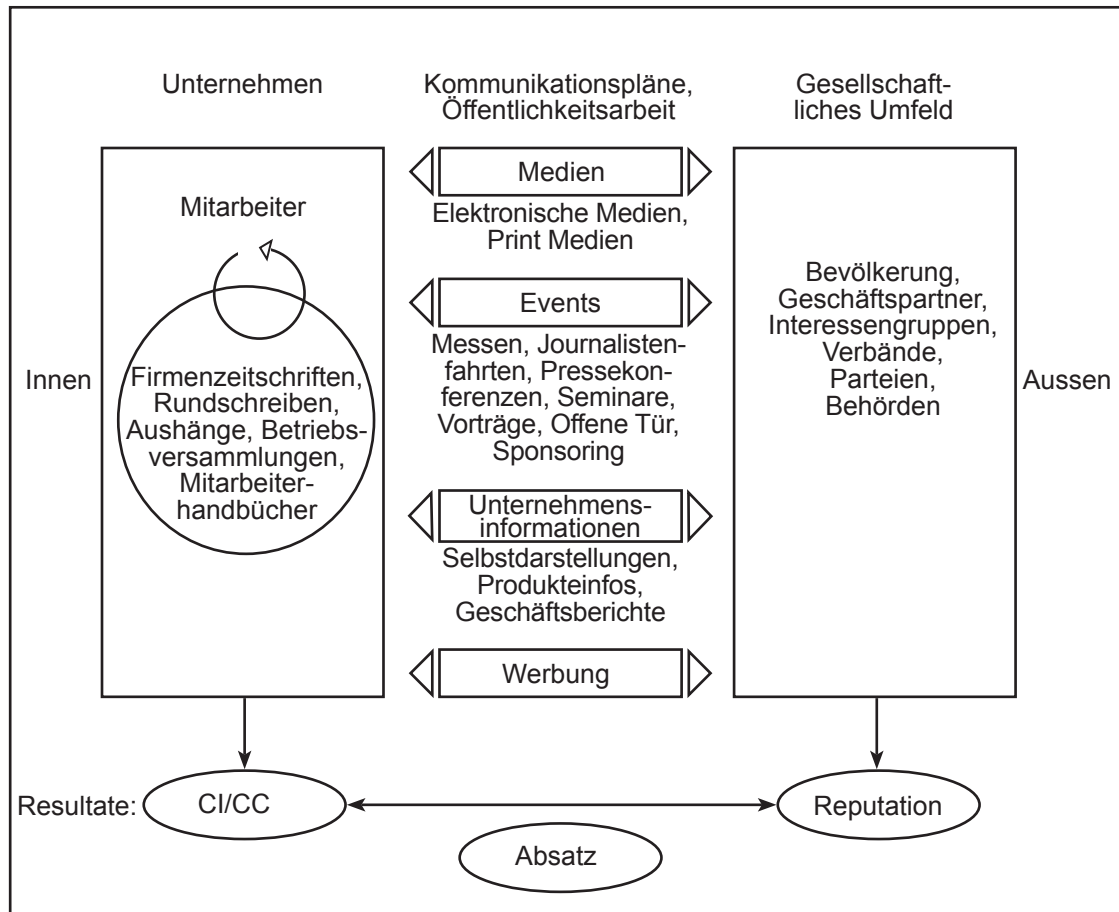 Unternehmen
Kommunikationspläne,
Öffentlichkeitsarbeit
Gesellschaft-
liches Umfeld
Innen
Mitarbeiter
Firmenzeitschriften,
Rundschreiben,
Aushänge, Betriebs-
versammlungen,
Mitarbeiter-
handbücher
Medien
Elektronische Medien,
Print Medien
Events
Messen, Journalisten-
fahrten, Pressekon-
ferenzen, Seminare,
Vorträge, Offene Tür,
Sponsoring
Unternehmens-
informationen
Selbstdarstellungen,
Produkteinfos,
Geschäftsberichte
Werbung
Bevölkerung,
Geschäftspartner,
Interessengruppen,
Verbände,
Parteien,
Behörden
Aussen
Resultate:
CI/CC
Reputation
Absatz